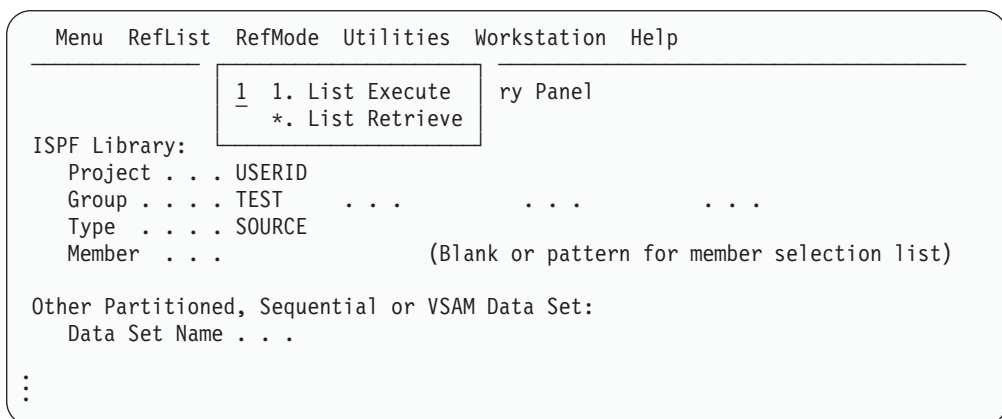 Menu RefList RefMode Utilities Workstation Help
1 1. List Execute ry Panel
*. List Retrieve
ISPF Library:
Project . . . USERID
Group . . . . TEST . . . . . . . . .
Type . . . . SOURCE
Member . . . (Blank or pattern for member selection list)
Other Partitioned, Sequential or VSAM Data Set:
Data Set Name . . .